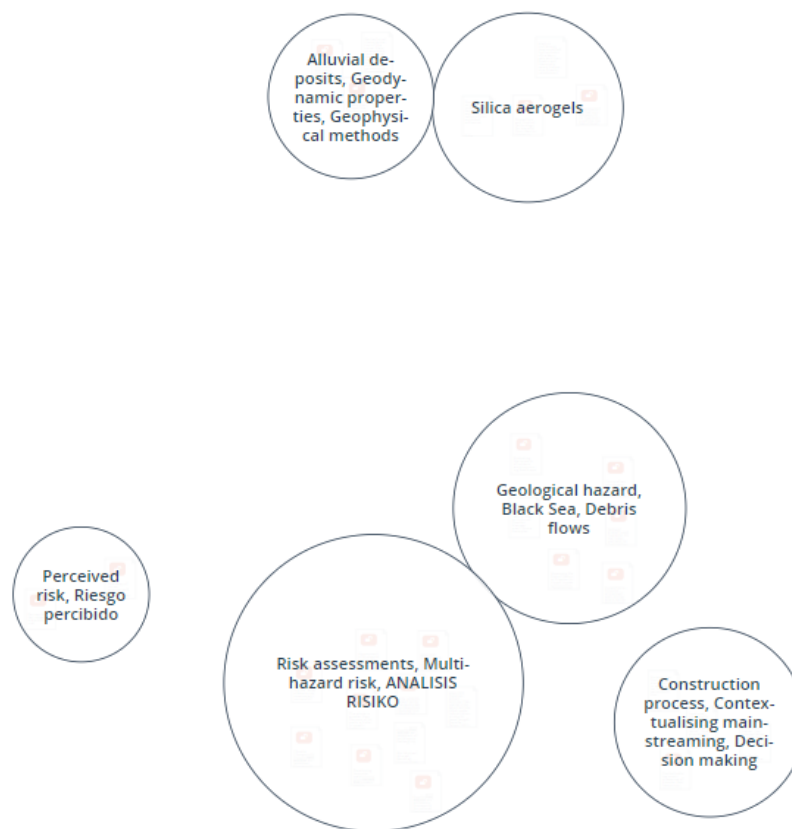 Alluvial de-
posits, Geody-
namic proper-
ties, Geophysi-
cal methods
Silica aerogels
Geological hazard,
Black Sea, Debris
flows
Perceived
risk, Riesgo
percibido
Risk assessments, Multi-
hazard risk, ANALISIS
RISIKO
Construction
process, Contex-
tualising main-
streaming, Deci-
sion making